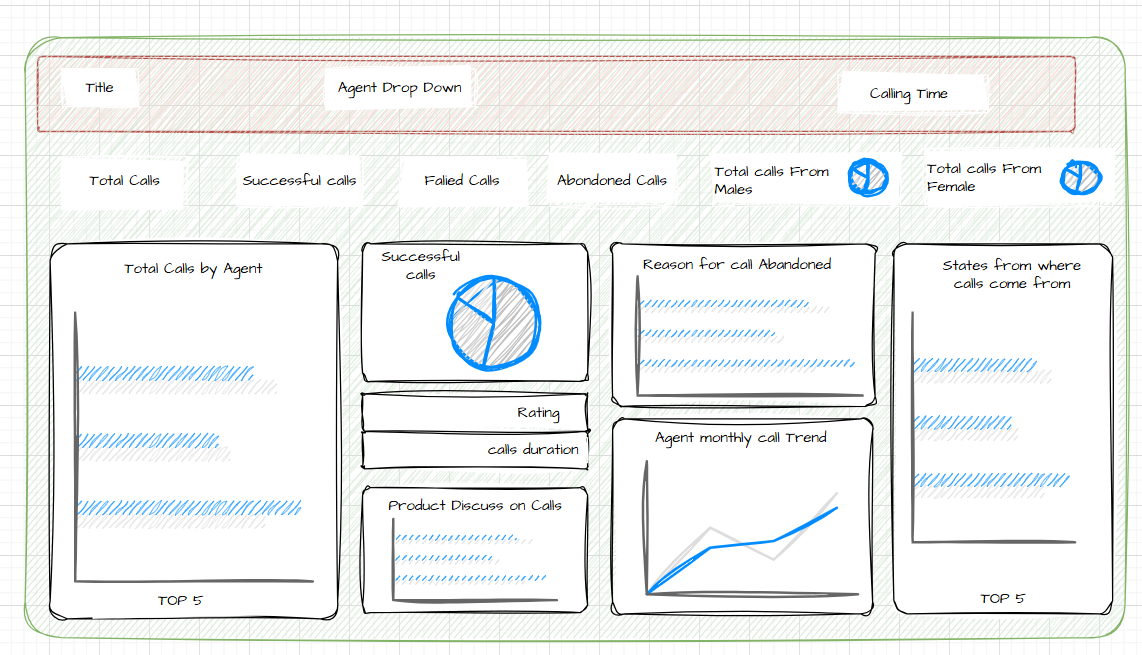 Title
Agent Drop Down
Calling Time
Total Calls
Successful calls
Falied Calls
Abondoned Calls
Total calls From
Males
Total calls From
Female
Total Calls by Agent
TOP 5
Successful
calls
Rating
calls duration
Product Discuss on Calls
Reason for call Abandoned
Agent monthly call Trend
States from where
calls come from
TOP 5